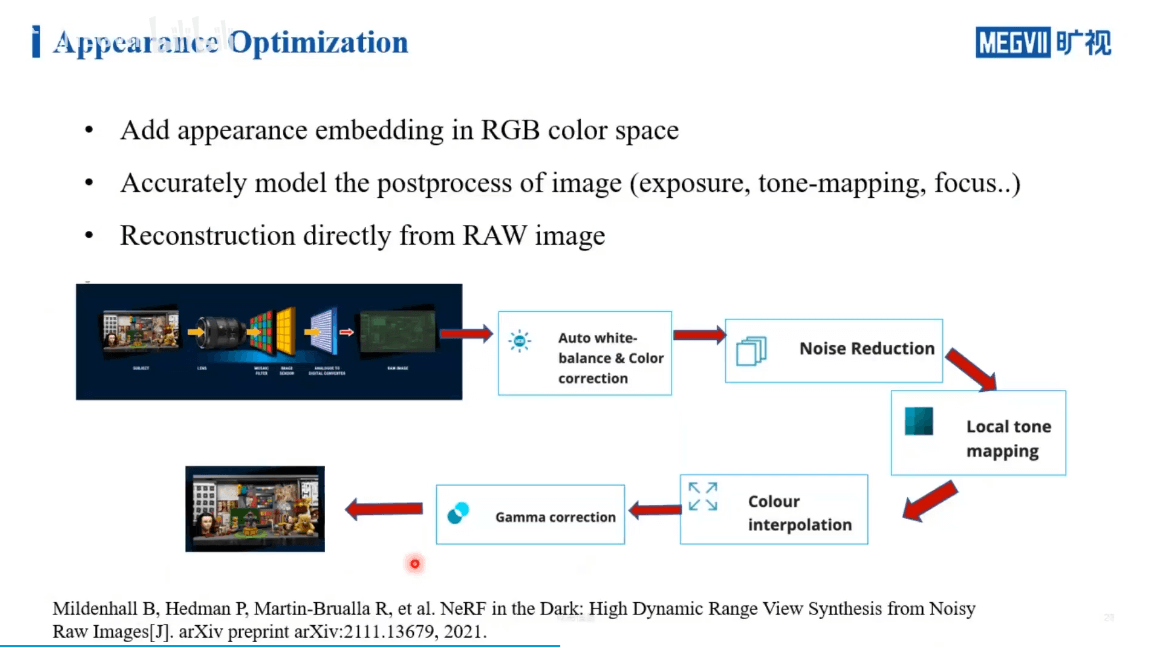 Appearance Optimization
MEGVII 旷视
• Add appearance embedding in RGB color space
• Accurately model the postprocess of image (exposure, tone-mapping, focus..)
• Reconstruction directly from RAW image
SUBJECT
LENS
MOSAIC
FILTER
IMAGE
SENSOR
ANALOGUE TO
DIGITAL CONVERTER
RAW IMAGE
Auto white-
balance & Color
correction
Noise Reduction
Local tone
mapping
Colour
interpolation
Gamma correction
Mildenhall B, Hedman P, Martin-Brualla R, et al. NeRF in the Dark: High Dynamic Range View Synthesis from Noisy
Raw Images[J]. arXiv preprint arXiv:2111.13679, 2021.
29